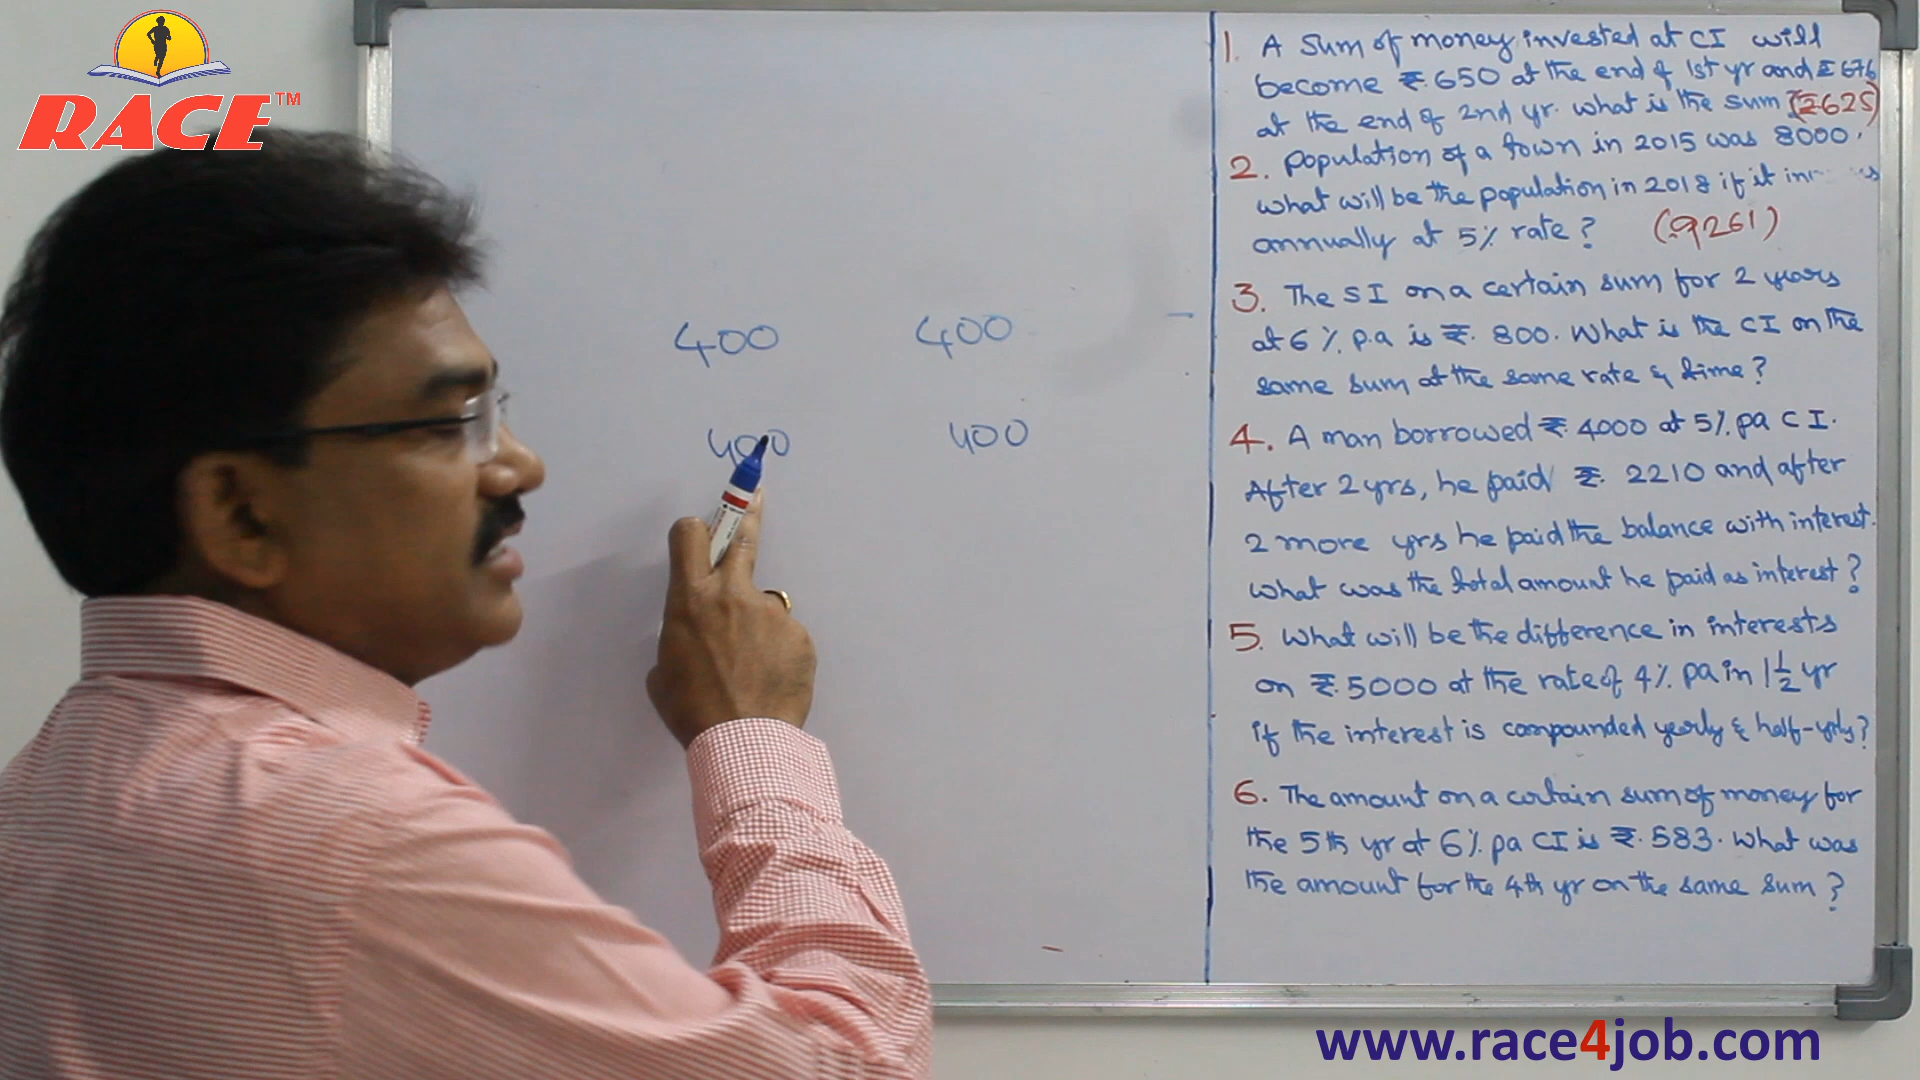 RACE™
400 400
400 400
1. A sum of money invested at CI will
become ₹. 650 at the end of 1st yr and ₹ 676
at the end of 2nd yr. what is the sum? (₹625)
2. Population of a town in 2015 was 8000.
what will be the population in 2018 if it
annually at 5% rate? (9261)
3. The SI on a certain sum for 2 years
at 6%. p.a is ₹. 800. What is the CI on the
same sum at the same rate & time?
4. A man borrowed ₹. 4000 at 5% pa CI.
After 2 yrs, he paid ₹. 2210 and after
2 more yrs he paid the balance with interest.
what was the total amount he paid as interest?
5. What will be the difference in interests
on ₹. 5000 at the rate of 4% pa in 1½ yr
if the interest is compounded yearly & half-yrly?
6. The amount on a certain sum of money for
the 5th yr at 6% pa CI is ₹. 583. What was
the amount for the 4th yr on the same sum?
www.race4job.com